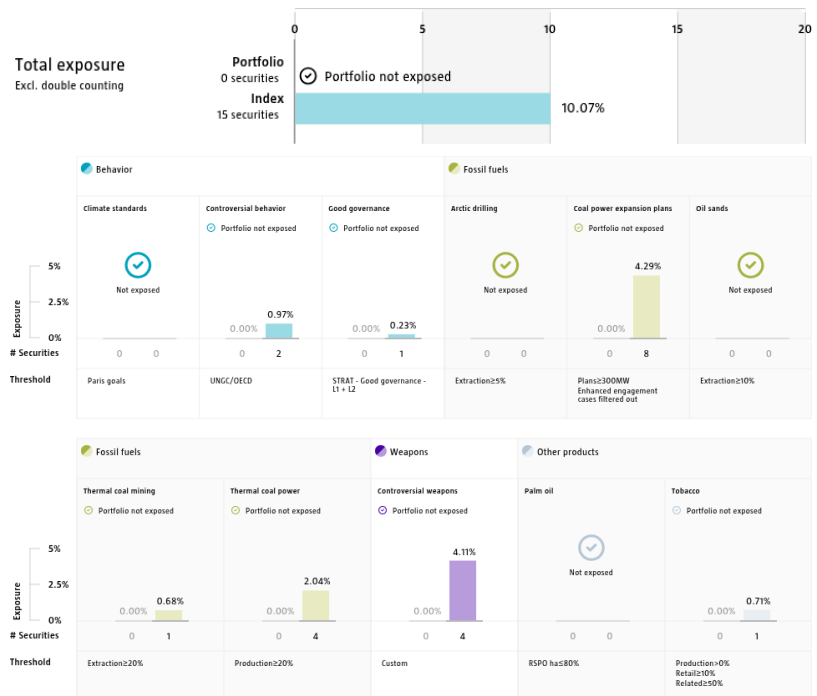 0 5 10 15 20
Total exposure
Excl. double counting
Portfolio
0 securities
Portfolio not exposed
Index
15 securities
10.07%
Behavior
Fossil fuels
Climate standards
Controversial behavior
Good governance
Arctic drilling
Coal power expansion plans
Oil sands
Portfolio not exposed
Portfolio not exposed
Portfolio not exposed
Exposure
5%
2.5%
0%
Not exposed
0.00% 0.97%
0.00% 0.23%
Not exposed
0.00% 4.29%
Not exposed
# Securities
0 0
0 2
0 1
0 0
0 8
0 0
Threshold
Paris goals
UNGC/OECD
STRAT - Good governance -
L1 + L2
Extraction≥5%
Plans≥300MW
Enhanced engagement
cases filtered out
Extraction≥10%
Fossil fuels
Weapons
Other products
Thermal coal mining
Thermal coal power
Controversial weapons
Palm oil
Tobacco
Portfolio not exposed
Portfolio not exposed
Portfolio not exposed
Portfolio not exposed
Exposure
5%
2.5%
0%
0.00% 0.68%
0.00% 2.04%
0.00% 4.11%
Not exposed
0.00% 0.71%
# Securities
0 1
0 4
0 4
0 0
0 1
Threshold
Extraction≥20%
Production≥20%
Custom
RSPO ha≤80%
Production>0%
Retail≥10%
Related≥50%